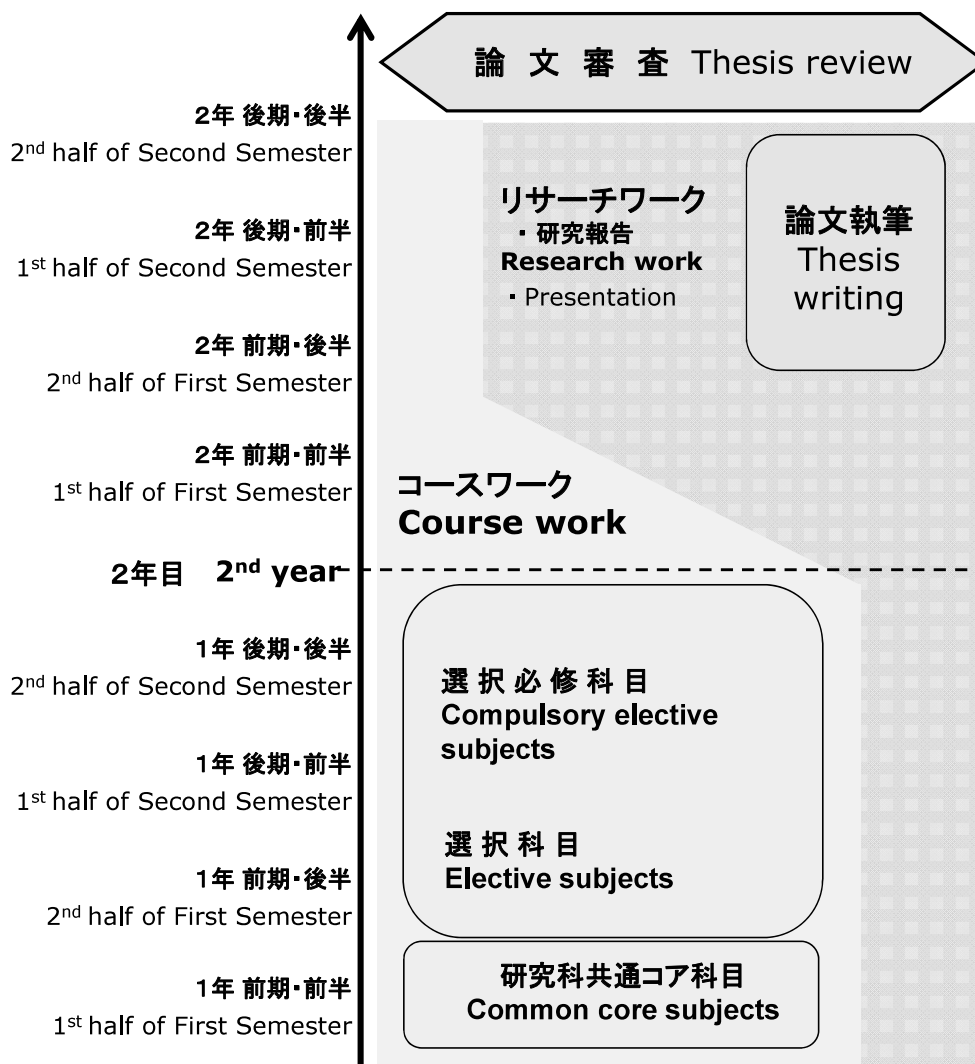 論 文 審 査 Thesis review
2年 後期・後半
2nd half of Second Semester
2年 後期・前半
1st half of Second Semester
2年 前期・後半
2nd half of First Semester
2年 前期・前半
1st half of First Semester
2年目 2nd year
1年 後期・後半
2nd half of Second Semester
1年 後期・前半
1st half of Second Semester
1年 前期・後半
2nd half of First Semester
1年 前期・前半
1st half of First Semester
リサーチワーク
・研究報告
Research work
・Presentation
論文執筆
Thesis
writing
コースワーク
Course work
選 択 必 修 科 目
Compulsory elective
subjects
選 択 科 目
Elective subjects
研究科共通コア科目
Common core subjects